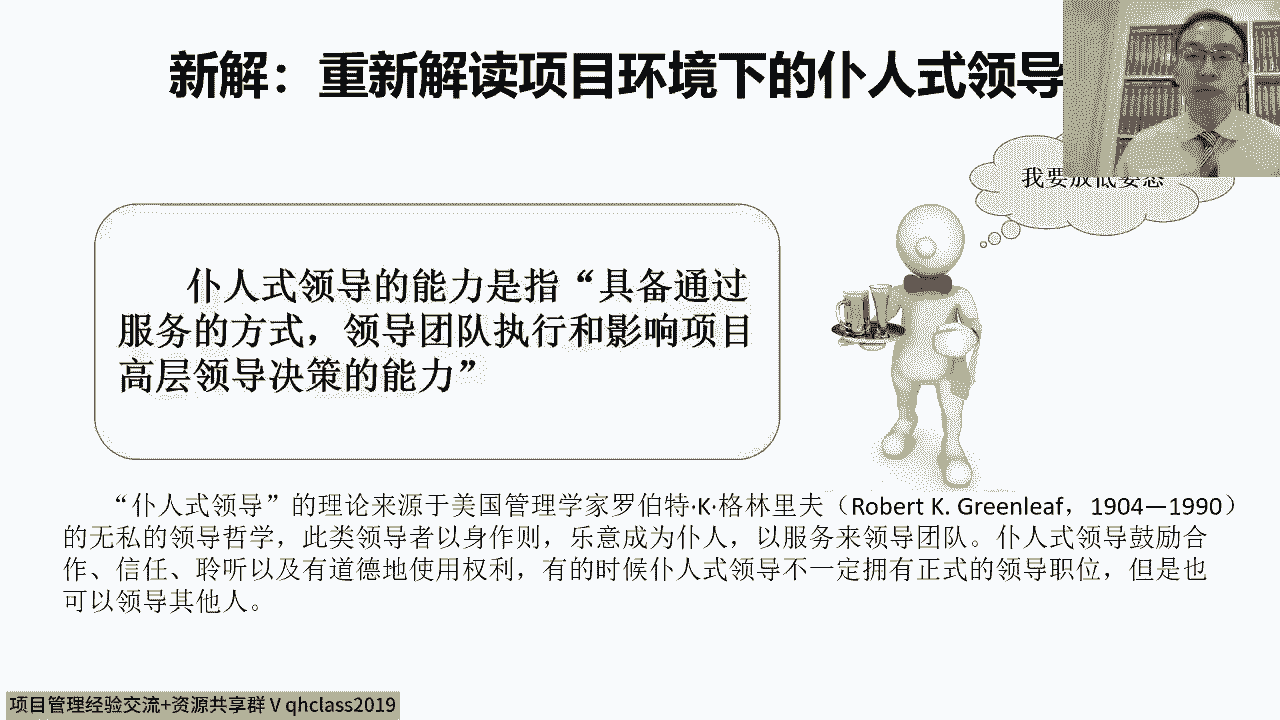 新解：重新解读项目环境下的仆人式领导
我要放低姿态
仆人式领导的能力是指“具备通过
服务的方式，领导团队执行和影响项目
高层领导决策的能力”
“仆人式领导”的理论来源于美国管理学家罗伯特·K·格林里夫（Robert K. Greenleaf，1904—1990）
的无私的领导哲学，此类领导者以身作则，乐意成为仆人，以服务来领导团队。仆人式领导鼓励合
作、信任、聆听以及有道德地使用权利，有的时候仆人式领导不一定拥有正式的领导职位，但是也
可以领导其他人。
项目管理经验交流+资源共享群 V qhclass2019